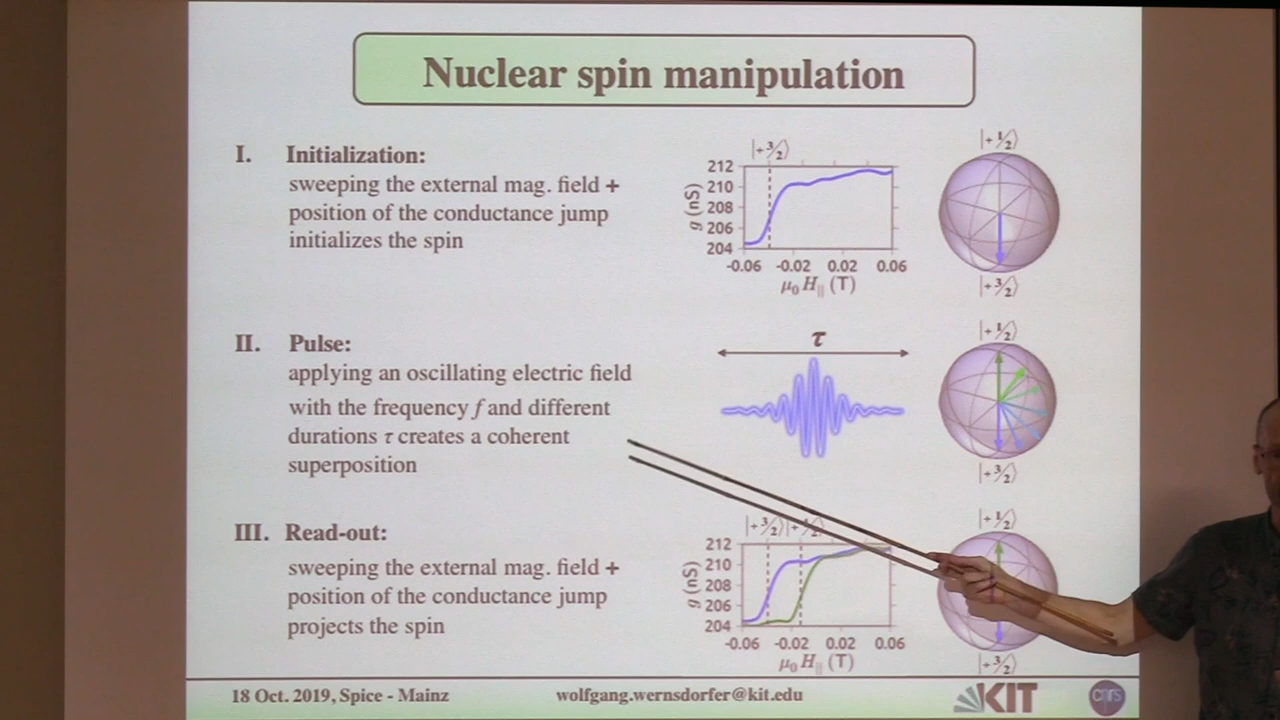 Nuclear spin manipulation
I. Initialization:
sweeping the external mag. field +
position of the conductance jump
initializes the spin
|+3/2⟩
212
210
208
206
204
g (nS)
-0.06 -0.02 0.02 0.06
μ0 H|| (T)
|+1/2⟩
|+3/2⟩
II. Pulse:
applying an oscillating electric field
with the frequency f and different
durations τ creates a coherent
superposition
τ
|+1/2⟩
|+3/2⟩
III. Read-out:
sweeping the external mag. field +
position of the conductance jump
projects the spin
|+3/2⟩ |+1/2⟩
212
210
208
206
204
g (nS)
-0.06 -0.02 0.02 0.06
μ0 H|| (T)
|+1/2⟩
|+3/2⟩
18 Oct. 2019, Spice - Mainz wolfgang.wernsdorfer@kit.edu KIT cnrs